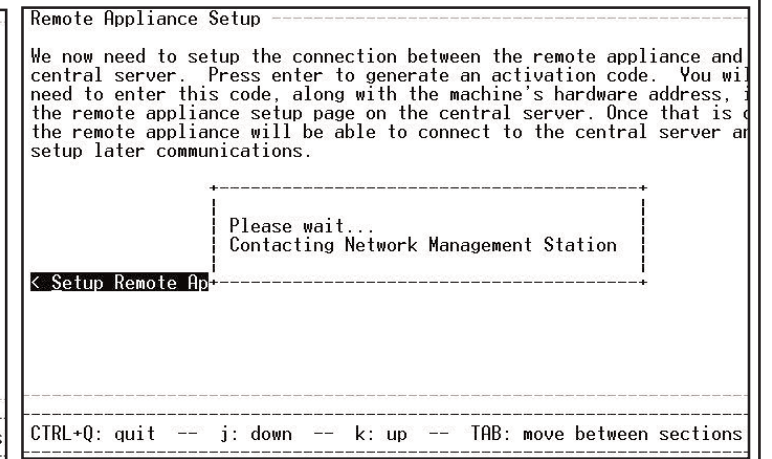 Remote Appliance Setup
We now need to setup the connection between the remote appliance and
central server.  Press enter to generate an activation code.  You
need to enter this code, along with the machine's hardware address,
the remote appliance setup page on the central server. Once that is
the remote appliance will be able to connect to the central server
setup later communications.
Please wait...
Contacting Network Management Station
< Setup Remote
CTRL+Q: quit  --  j: down  --  k: up  --  TAB: move between sections